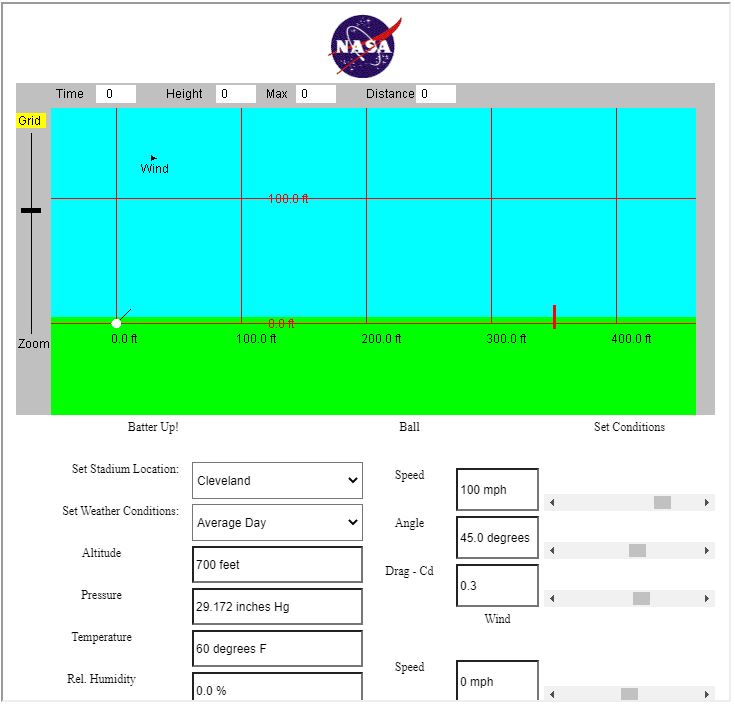 NASA
Time 0 Height 0 Max 0 Distance 0
Grid
Wind
100.0 ft
0.0 ft
Zoom
0.0 ft 100.0 ft 200.0 ft 300.0 ft 400.0 ft
Batter Up! Ball Set Conditions
Set Stadium Location: Cleveland Speed 100 mph
Set Weather Conditions: Average Day Angle 45.0 degrees
Altitude 700 feet Drag - Cd 0.3
Pressure 29.172 inches Hg Wind
Temperature 60 degrees F
Rel. Humidity 0.0 % Speed 0 mph